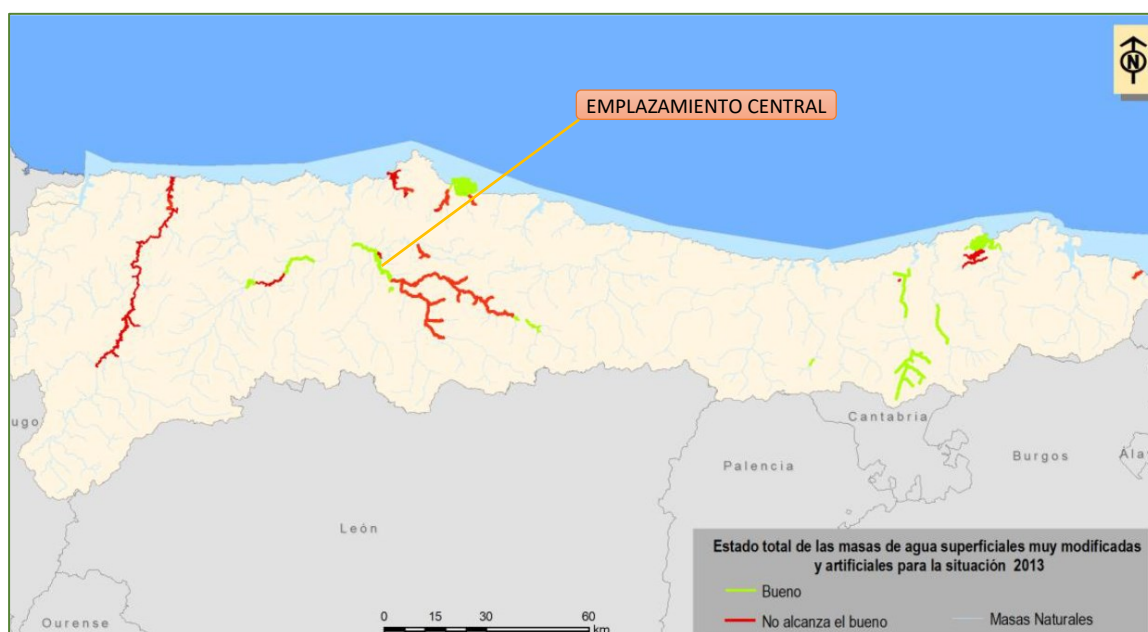 EMPLAZAMIENTO CENTRAL
N
ugo
Cantabria
Burgos
Ála
Palencia
León
Ourense
0 15 30 60
km
Estado total de las masas de agua superficiales muy modificadas
y artificiales para la situación 2013
Bueno
No alcanza el bueno
Masas Naturales